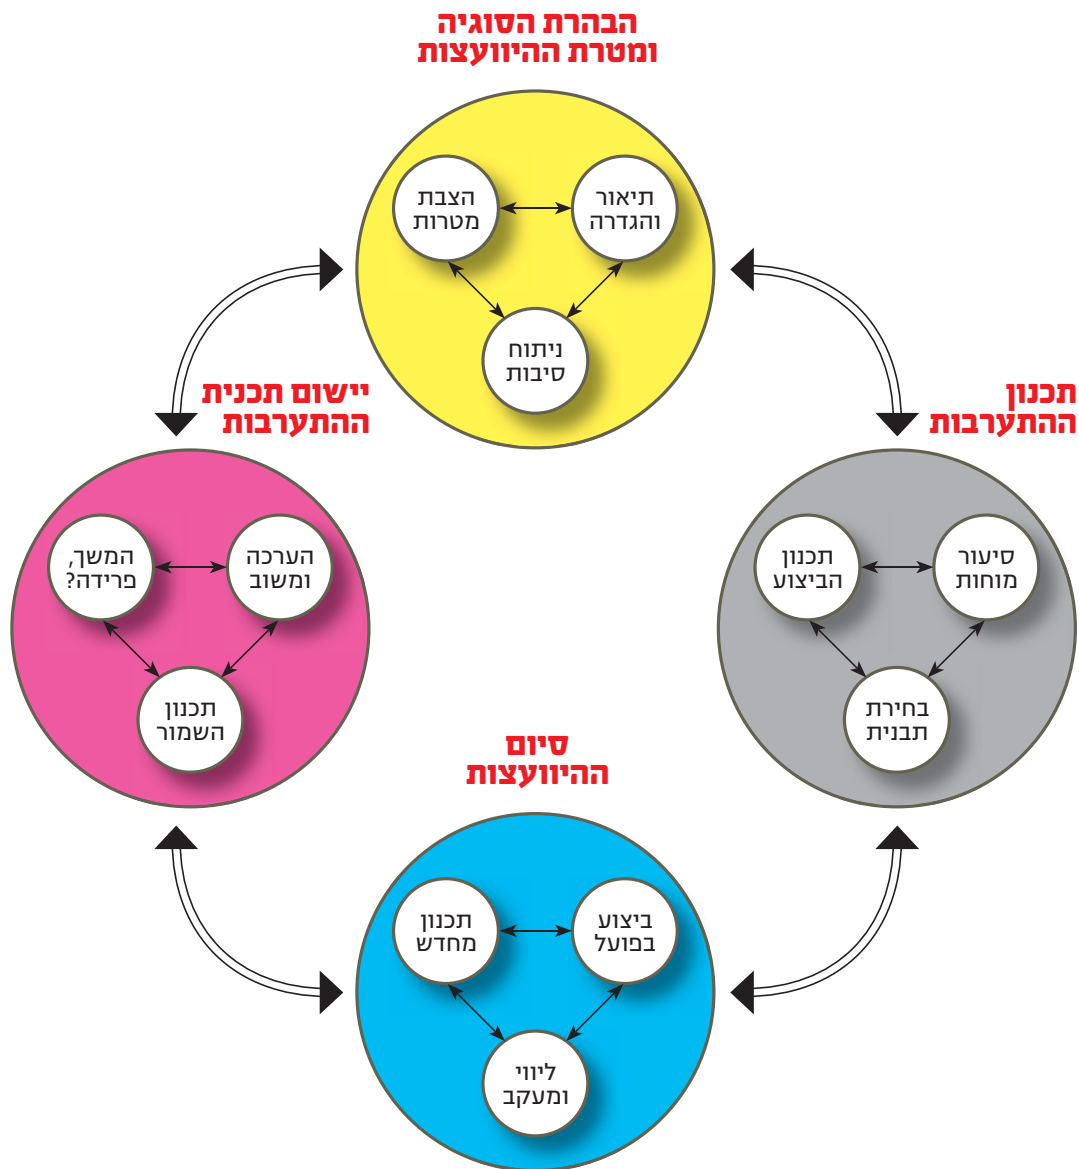 הבהרת הסוגיה
ומטרת ההיוועצות
תיאור
והגדרה
הצבת
מטרות
ניתוח
סיבות
תכנון
ההתערבות
סיעור
מוחות
תכנון
הביצוע
בחירת
תבנית
יישום תכנית
ההתערבות
הערכה
ומשוב
המשך,
פרידה?
תכנון
השמור
סיום
ההיוועצות
ביצוע
בפועל
תכנון
מחדש
ליווי
ומעקב